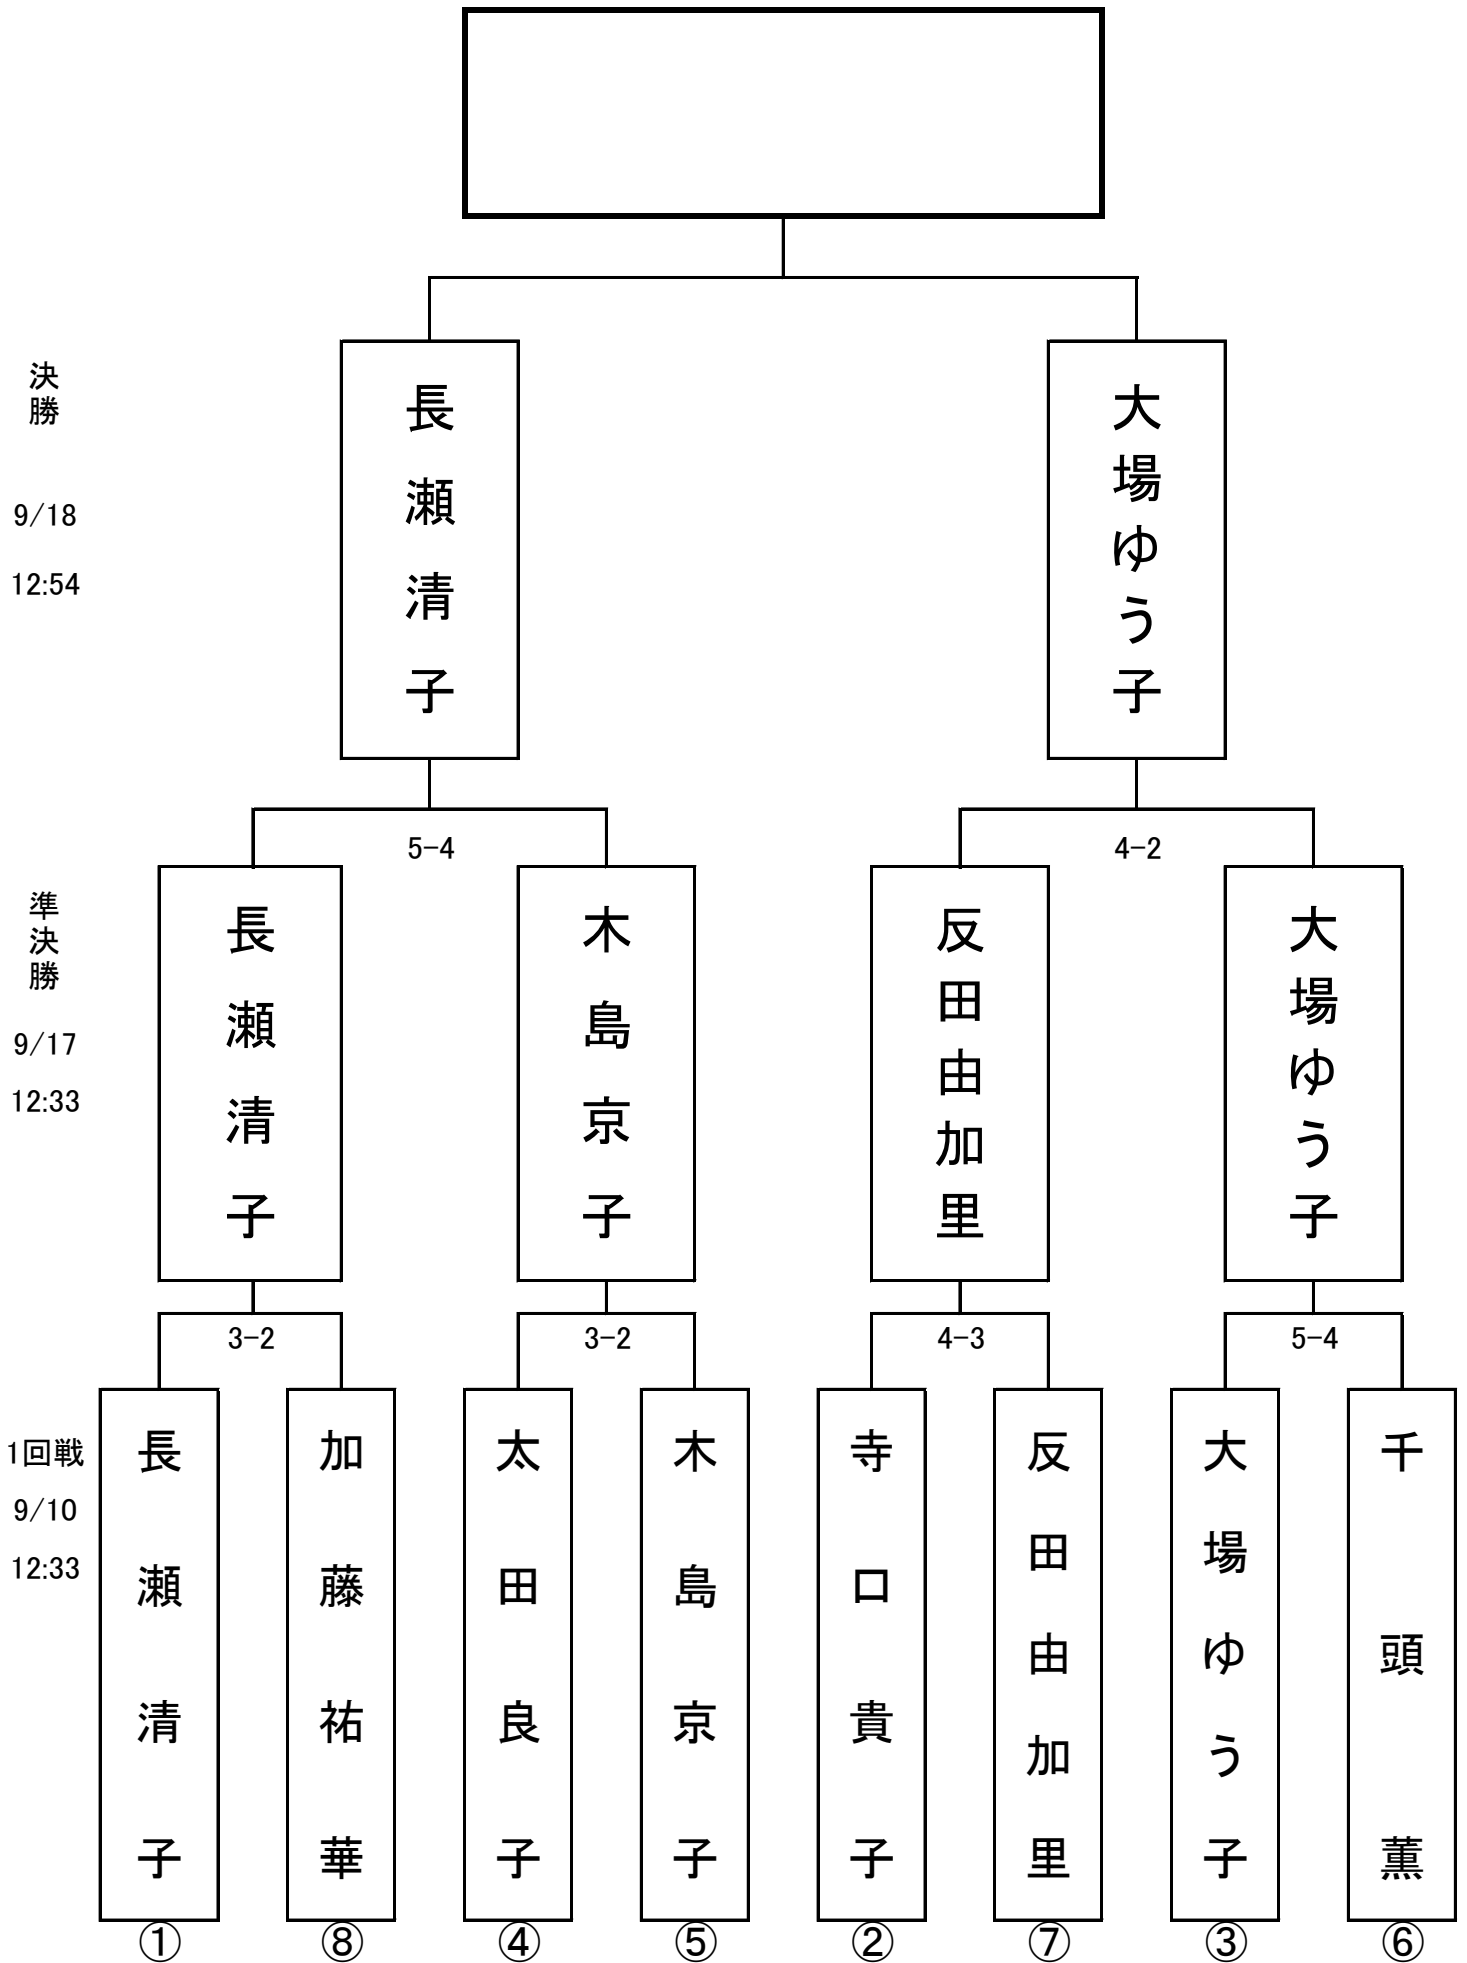 決勝
9/18
12:54
長瀬清子
大場ゆう子
5-4
4-2
準決勝
9/17
12:33
長瀬清子
木島京子
反田由加里
大場ゆう子
3-2
3-2
4-3
5-4
1回戦
9/10
12:33
長瀬清子
加藤祐華
太田良子
木島京子
寺口貴子
反田由加里
大場ゆう子
千頭薫
①
⑧
④
⑤
②
⑦
③
⑥